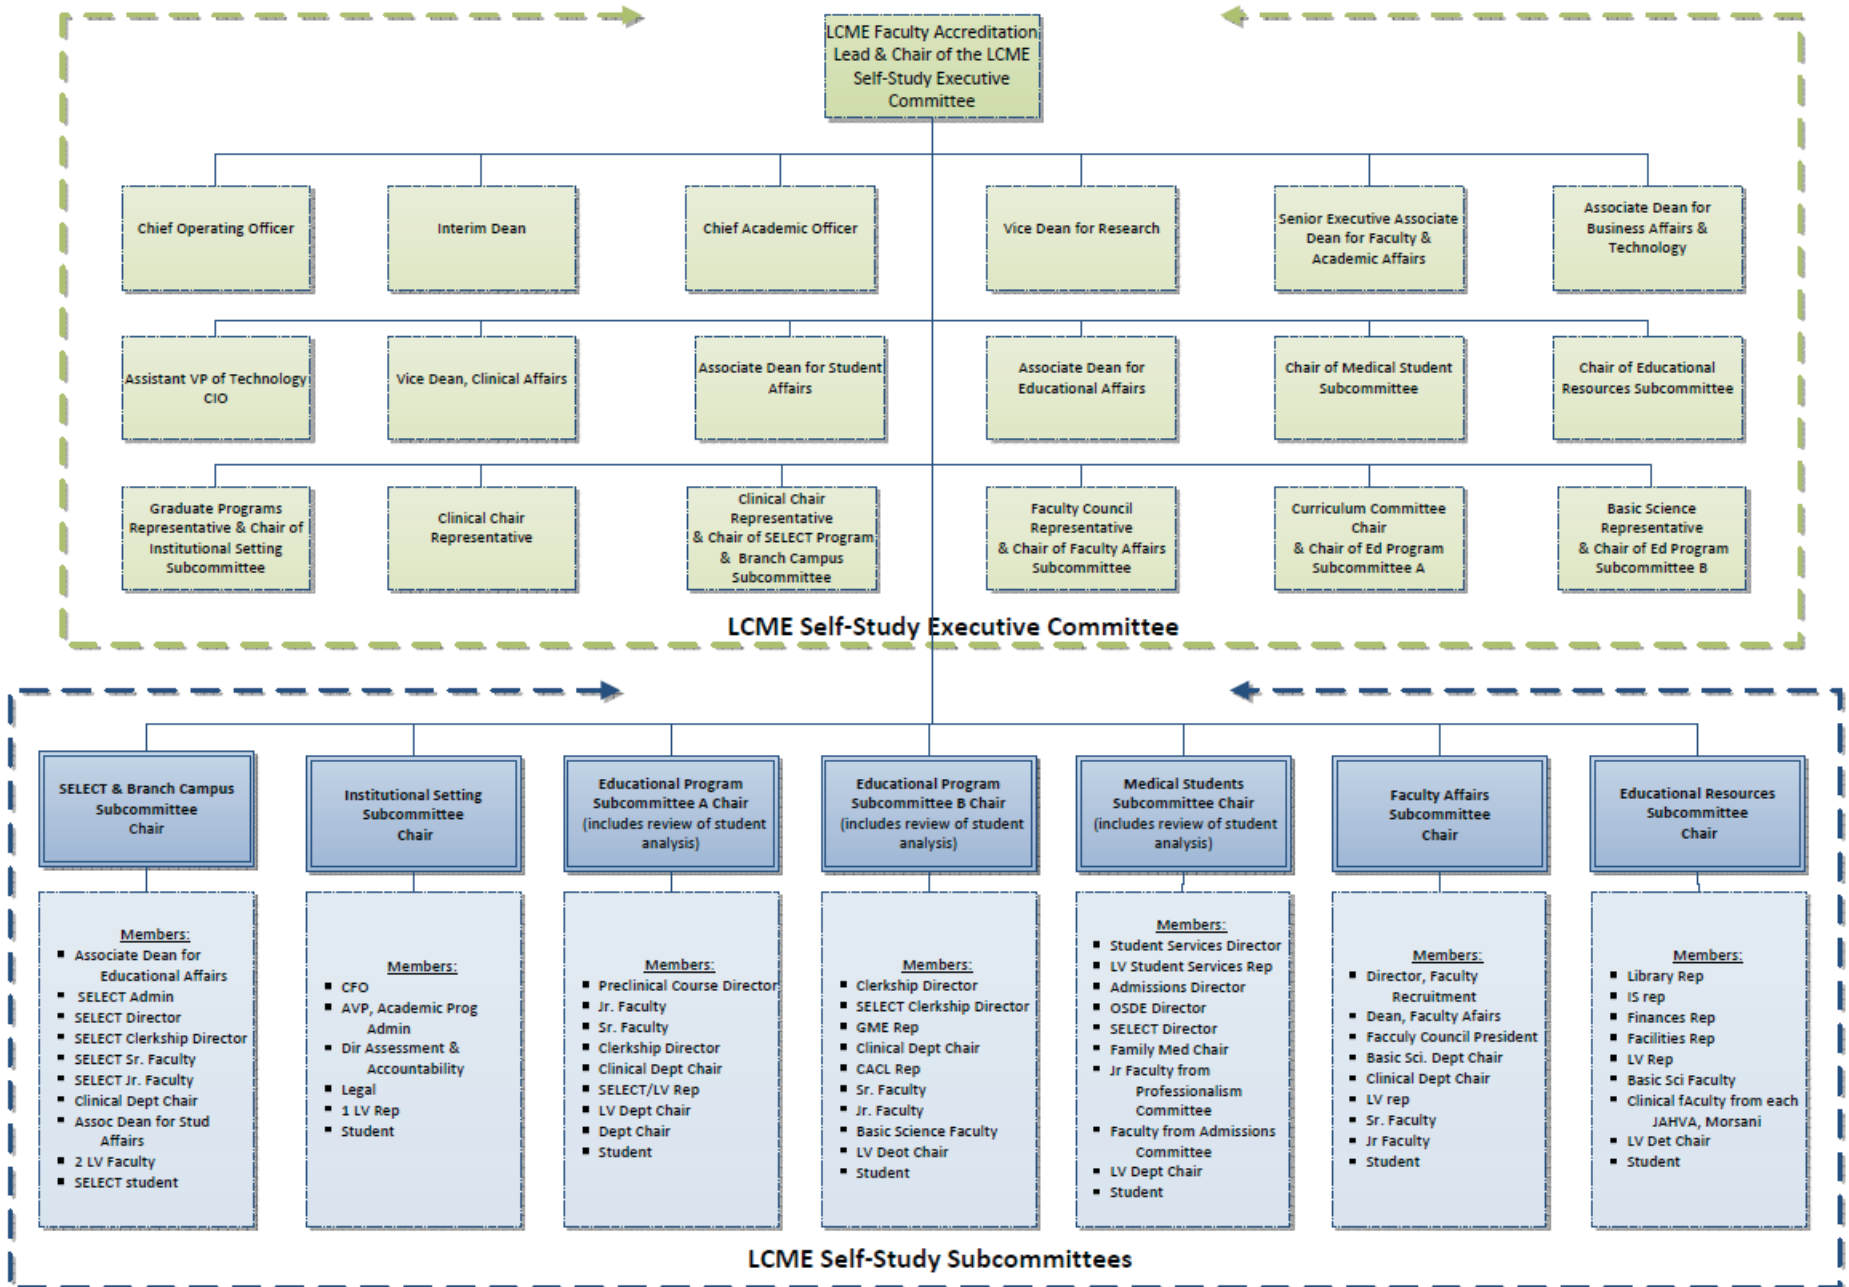 LCME Faculty Accreditation
Lead & Chair of the LCME
Self-Study Executive
Committee
Chief Operating Officer
Interim Dean
Chief Academic Officer
Vice Dean for Research
Senior Executive Associate
Dean for Faculty &
Academic Affairs
Associate Dean for
Business Affairs &
Technology
Assistant VP of Technology
CIO
Vice Dean, Clinical Affairs
Associate Dean for Student
Affairs
Associate Dean for
Educational Affairs
Chair of Medical Student
Subcommittee
Chair of Educational
Resources Subcommittee
Graduate Programs
Representative & Chair of
Institutional Setting
Subcommittee
Clinical Chair
Representative
Clinical Chair
Representative
& Chair of SELECT Program
& Branch Campus
Subcommittee
Faculty Council
Representative
& Chair of Faculty Affairs
Subcommittee
Curriculum Committee
Chair
& Chair of Ed Program
Subcommittee A
Basic Science
Representative
& Chair of Ed Program
Subcommittee B
LCME Self-Study Executive Committee
SELECT & Branch Campus
Subcommittee
Chair
Institutional Setting
Subcommittee
Chair
Educational Program
Subcommittee A Chair
(includes review of student
analysis)
Educational Program
Subcommittee B Chair
(includes review of student
analysis)
Medical Students
Subcommittee Chair
(includes review of student
analysis)
Faculty Affairs
Subcommittee
Chair
Educational Resources
Subcommittee
Chair
Members:
▪ Associate Dean for
Educational Affairs
▪ SELECT Admin
▪ SELECT Director
▪ SELECT Clerkship Director
▪ SELECT Sr. Faculty
▪ SELECT Jr. Faculty
▪ Clinical Dept Chair
▪ Assoc Dean for Stud
Affairs
▪ 2 LV Faculty
▪ SELECT student
Members:
▪ CFO
▪ AVP, Academic Prog
Admin
▪ Dir Assessment &
Accountability
▪ Legal
▪ 1 LV Rep
▪ Student
Members:
▪ Preclinical Course Director
▪ Jr. Faculty
▪ Sr. Faculty
▪ Clerkship Director
▪ Clinical Dept Chair
▪ SELECT/LV Rep
▪ LV Dept Chair
▪ Dept Chair
▪ Student
Members:
▪ Clerkship Director
▪ SELECT Clerkship Director
▪ GME Rep
▪ Clinical Dept Chair
▪ CACL Rep
▪ Sr. Faculty
▪ Jr. Faculty
▪ Basic Science Faculty
▪ LV Deot Chair
▪ Student
Members:
▪ Student Services Director
▪ LV Student Services Rep
▪ Admissions Director
▪ OSDE Director
▪ SELECT Director
▪ Family Med Chair
▪ Jr Faculty from
Professionalism
Committee
▪ Faculty from Admissions
Committee
▪ LV Dept Chair
▪ Student
Members:
▪ Director, Faculty
Recruitment
▪ Dean, Faculty Afairs
▪ Facculy Council President
▪ Basic Sci. Dept Chair
▪ Clinical Dept Chair
▪ LV rep
▪ Sr. Faculty
▪ Jr Faculty
▪ Student
Members:
▪ Library Rep
▪ IS rep
▪ Finances Rep
▪ Facilities Rep
▪ LV Rep
▪ Basic Sci Faculty
▪ Clinical fAculty from each
JAHVA, Morsani
▪ LV Det Chair
▪ Student
LCME Self-Study Subcommittees